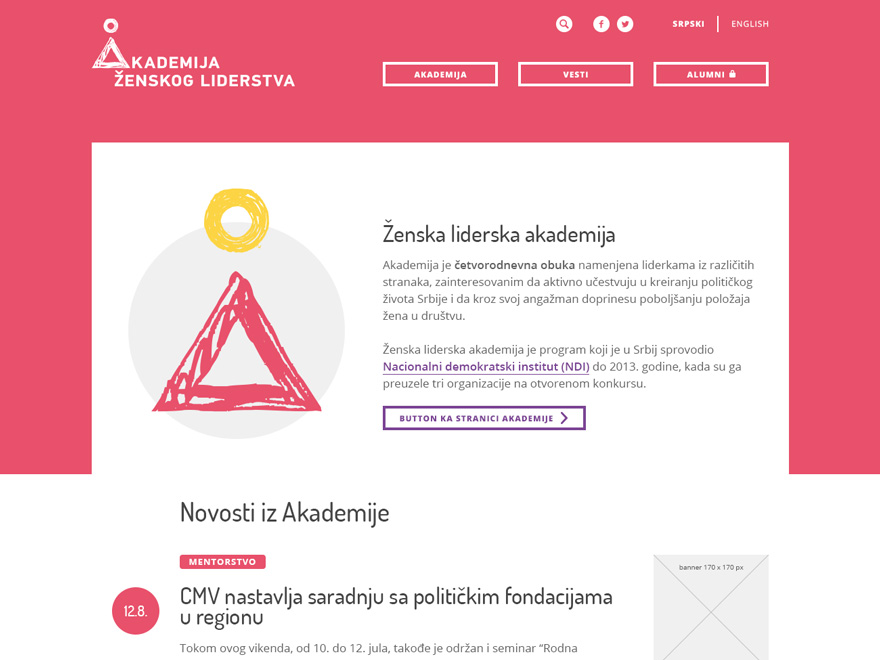 SRPSKI
ENGLISH
KADEMIJA
ŽENSKOG LIDERSTVA
AKADEMIJA
VESTI
ALUMNI
Ženska liderska akademija
Akademija je četvorodnevna obuka namenjena liderkama iz različitih
stranaka, zainteresovanim da aktivno učestvuju u kreiranju političkog
života Srbije i da kroz svoj angažman doprinesu poboljšanju položaja
žena u društvu.
Ženska liderska akademija je program koji je u Srbij sprovodio
Nacionalni demokratski institut (NDI) do 2013. godine, kada su ga
preuzele tri organizacije na otvorenom konkursu.
BUTTON KA STRANICI AKADEMIJE
Novosti iz Akademije
MENTORSTVO
banner 170 x 170 px
12.8.
CMV nastavlja saradnju sa političkim fondacijama
u regionu
Tokom ovog vikenda, od 10. do 12. jula, takođe je održan i seminar “Rodna